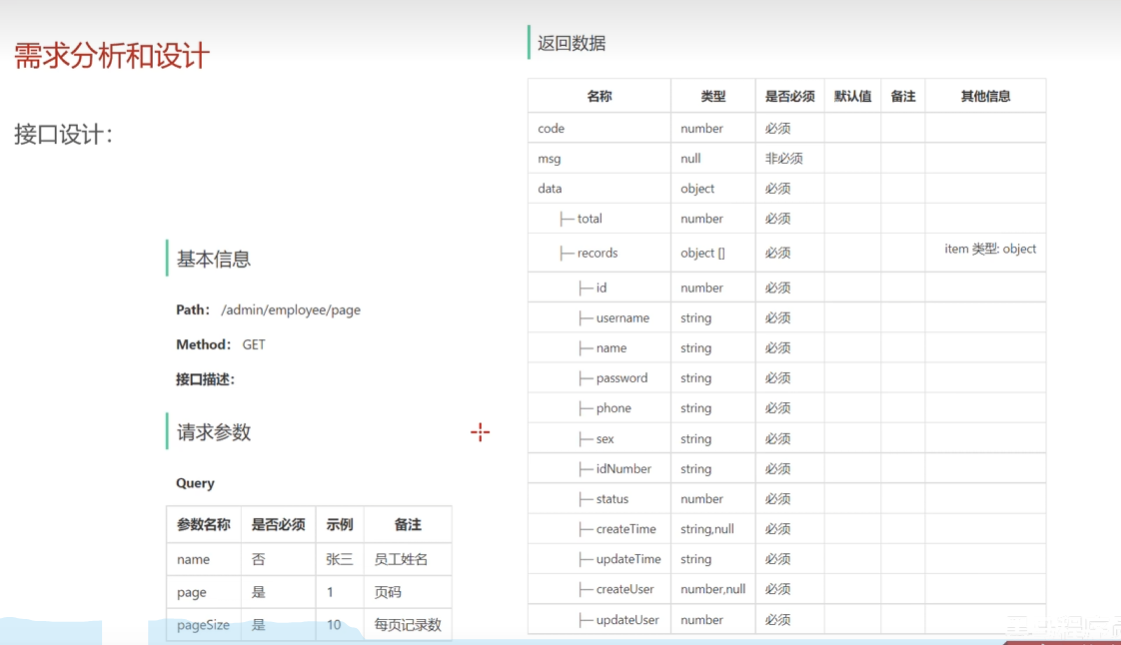 需求分析和设计
接口设计：
基本信息
Path： /admin/employee/page
Method： GET
接口描述：
请求参数
Query
参数名称 是否必须 示例 备注
name 否 张三 员工姓名
page 是 1 页码
pageSize 是 10 每页记录数
返回数据
名称 类型 是否必须 默认值 备注 其他信息
code number 必须
msg null 非必须
data object 必须
├─ total number 必须
├─ records object [] 必须 item 类型: object
├─ id number 必须
├─ username string 必须
├─ name string 必须
├─ password string 必须
├─ phone string 必须
├─ sex string 必须
├─ idNumber string 必须
├─ status number 必须
├─ createTime string,null 必须
├─ updateTime string 必须
├─ createUser number,null 必须
├─ updateUser number 必须